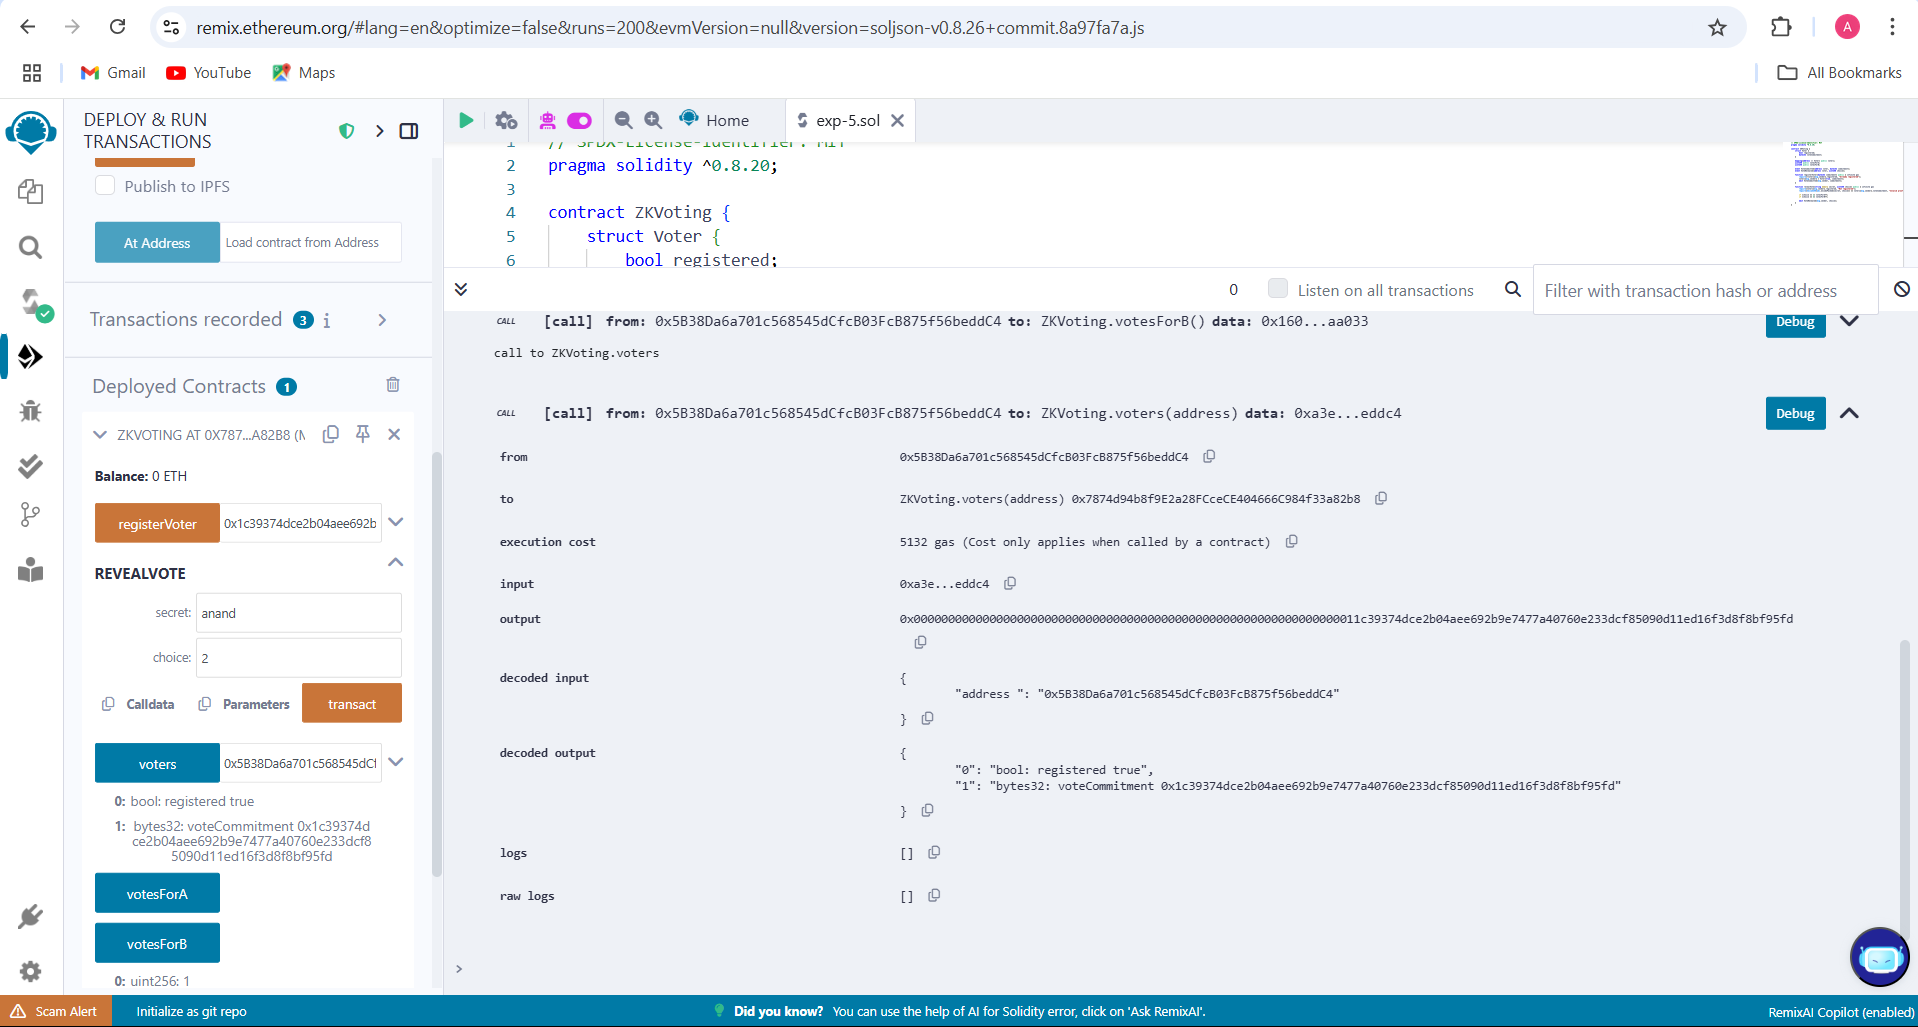 remix.ethereum.org/#lang=en&optimize=false&runs=200&evmVersion=null&version=soljson-v0.8.26+commit.8a97fa7a.js
A
Gmail YouTube Maps
All Bookmarks
DEPLOY & RUN
TRANSACTIONS
Publish to IPFS
At Address Load contract from Address
Transactions recorded 3 i
Deployed Contracts 1
ZKVOTING AT 0X787...A82B8 (M
Balance: 0 ETH
registerVoter 0x1c39374dce2b04aee692b
REVEALVOTE
secret: anand
choice: 2
Calldata Parameters transact
voters 0x5B38Da6a701c568545dCf
0: bool: registered true
1: bytes32: voteCommitment 0x1c39374d
ce2b04aee692b9e7477a40760e233dcf8
5090d11ed16f3d8f8bf95fd
votesForA
votesForB
0: uint256: 1
Home exp-5.sol
1 // SPDX-License-Identifier: MIT
2 pragma solidity ^0.8.20;
3
4 contract ZKVoting {
5 struct Voter {
6 bool registered;
0 Listen on all transactions Filter with transaction hash or address
CALL [call] from: 0x5B38Da6a701c568545dCfcB03FcB875f56beddC4 to: ZKVoting.votesForB() data: 0x160...aa033 Debug
call to ZKVoting.voters
CALL [call] from: 0x5B38Da6a701c568545dCfcB03FcB875f56beddC4 to: ZKVoting.voters(address) data: 0xa3e...eddc4 Debug
from 0x5B38Da6a701c568545dCfcB03FcB875f56beddC4
to ZKVoting.voters(address) 0x7874d94b8f9E2a28FCceCE404666C984f33a82b8
execution cost 5132 gas (Cost only applies when called by a contract)
input 0xa3e...eddc4
output 0x00000000000000000000000000000000000000000000000000000000000000011c39374dce2b04aee692b9e7477a40760e233dcf85090d11ed16f3d8f8bf95fd
decoded input {
"address ": "0x5B38Da6a701c568545dCfcB03FcB875f56beddC4"
}
decoded output {
"0": "bool: registered true",
"1": "bytes32: voteCommitment 0x1c39374dce2b04aee692b9e7477a40760e233dcf85090d11ed16f3d8f8bf95fd"
}
logs []
raw logs []
>
Scam Alert Initialize as git repo Did you know? You can use the help of AI for Solidity error, click on 'Ask RemixAI'. RemixAI Copilot (enabled)